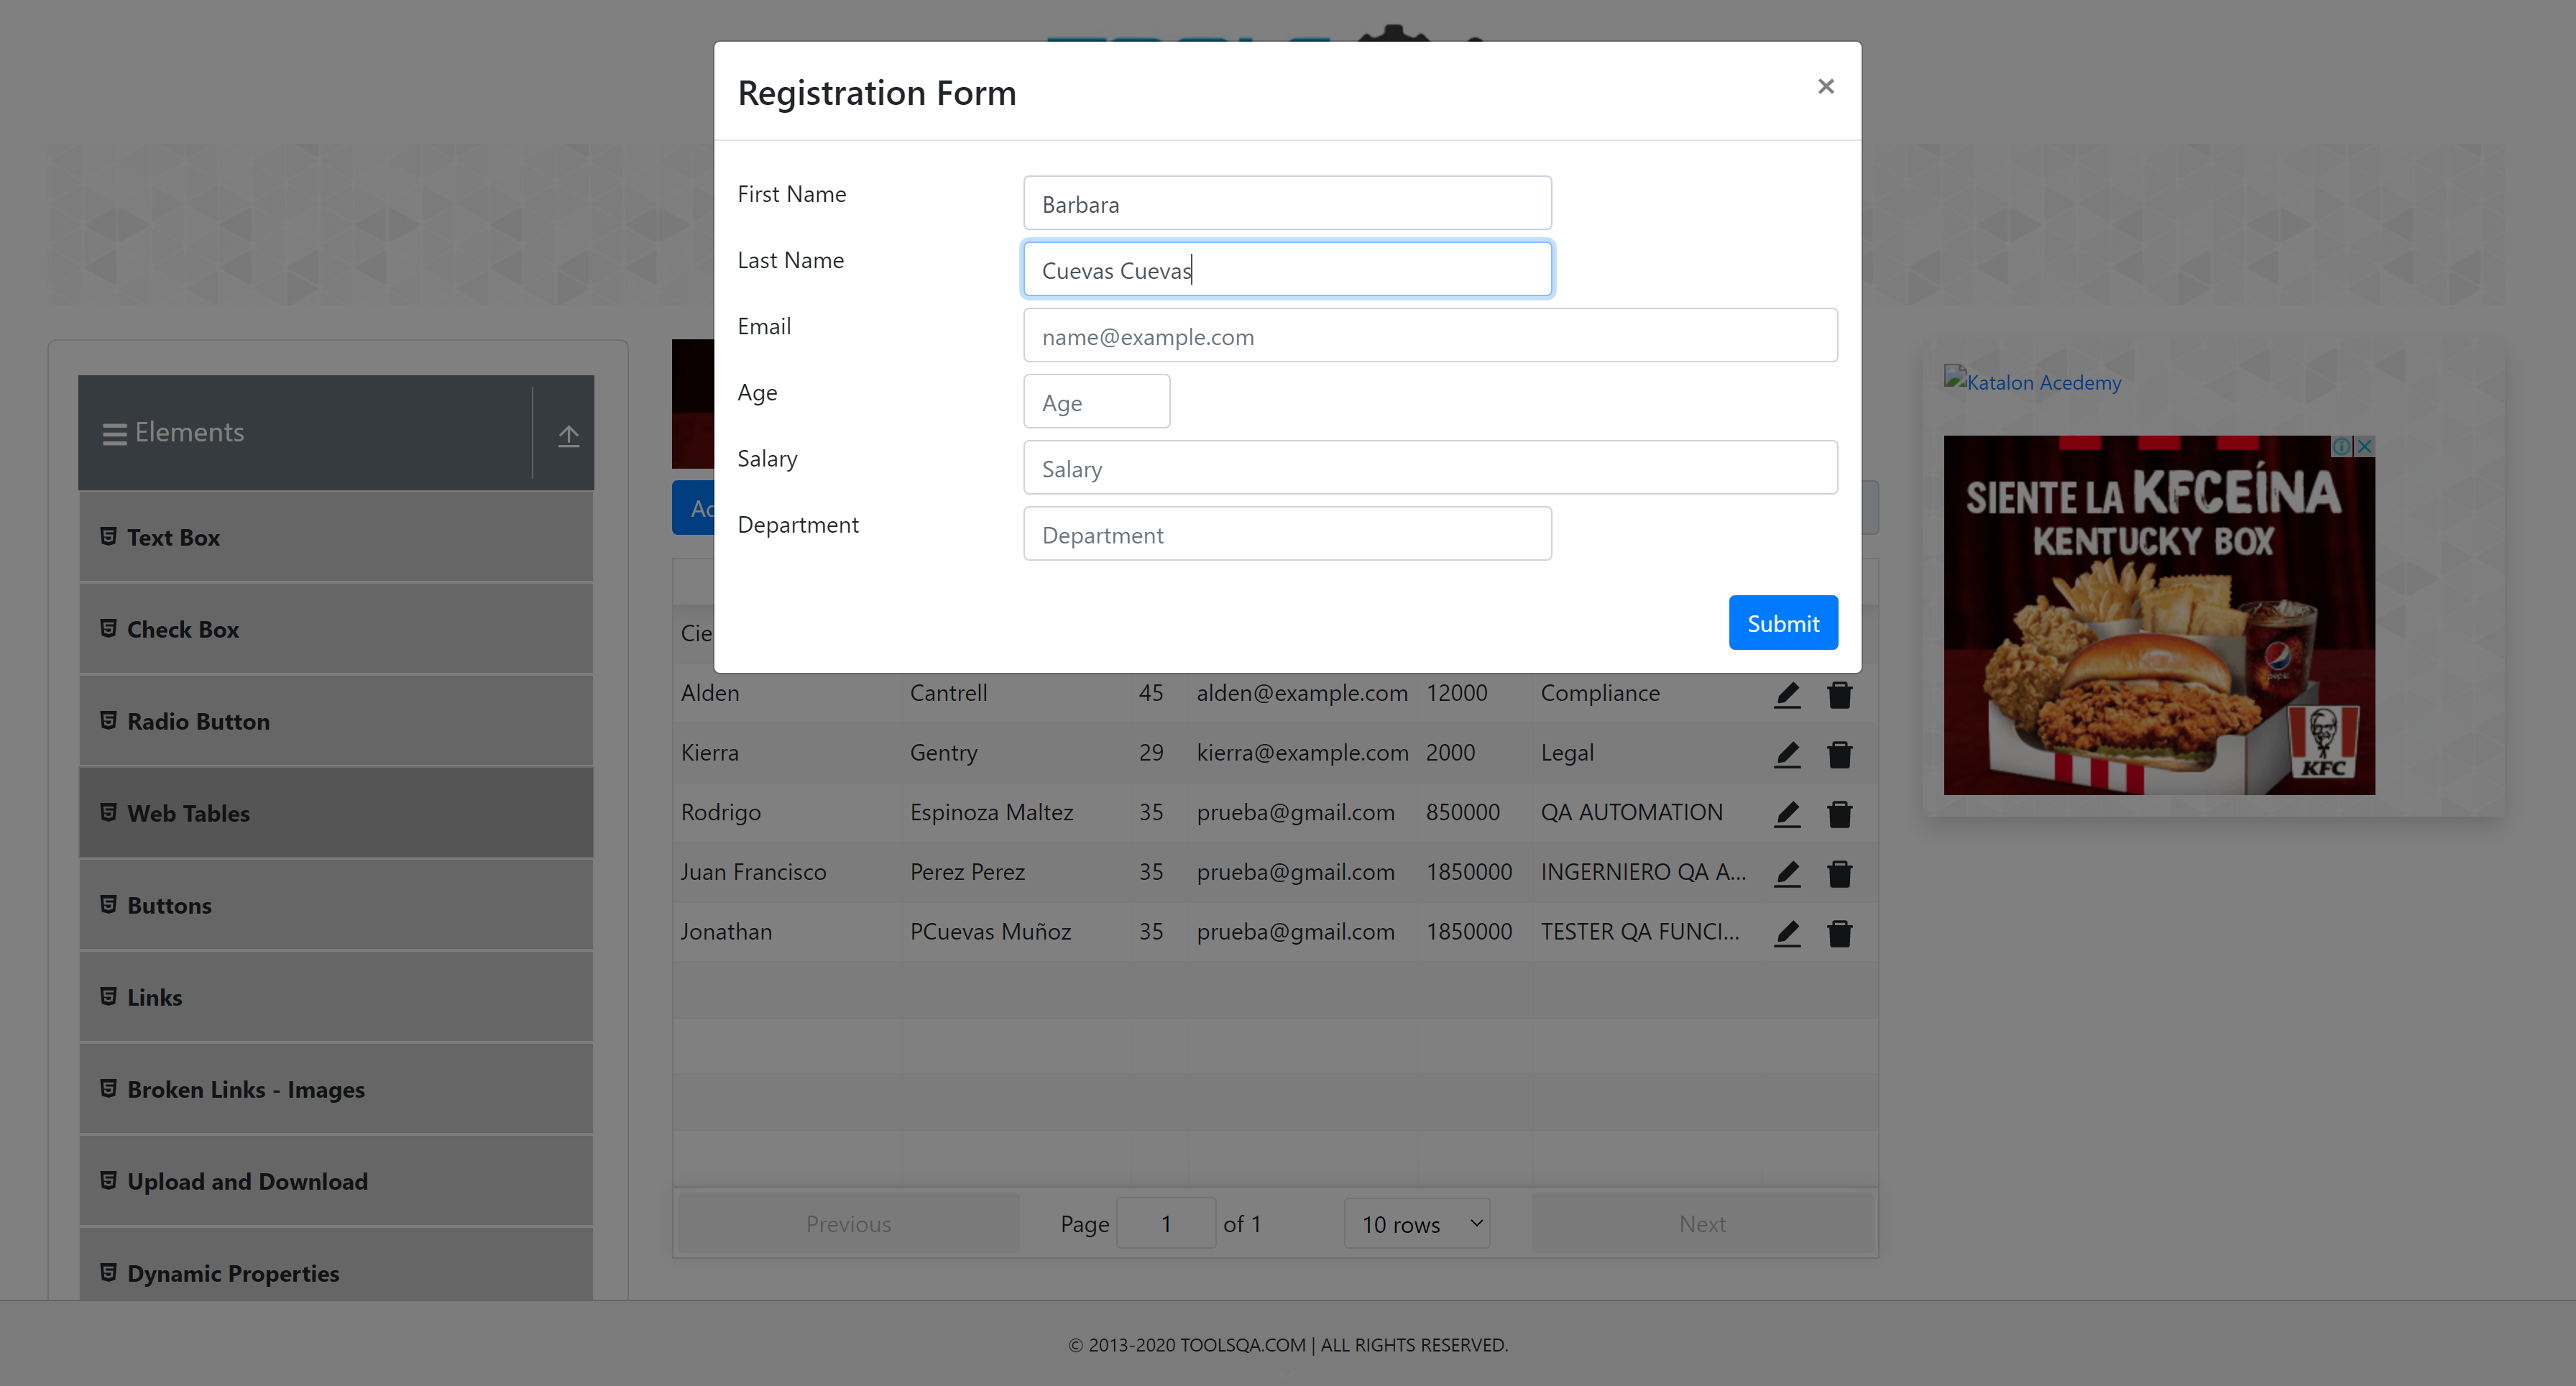 Registration Form
×
First Name
Barbara
Last Name
Cuevas Cuevas
Email
name@example.com
Age
Age
Salary
Salary
Department
Department
Submit
Elements
Text Box
Check Box
Radio Button
Web Tables
Buttons
Links
Broken Links - Images
Upload and Download
Dynamic Properties
Alden Cantrell 45 alden@example.com 12000 Compliance
Kierra Gentry 29 kierra@example.com 2000 Legal
Rodrigo Espinoza Maltez 35 prueba@gmail.com 850000 QA AUTOMATION
Juan Francisco Perez Perez 35 prueba@gmail.com 1850000 INGERNIERO QA A...
Jonathan PCuevas Muñoz 35 prueba@gmail.com 1850000 TESTER QA FUNCI...
Previous
Page 1 of 1
10 rows
Next
Katalon Acedemy
SIENTE LA KFCEÍNA
KENTUCKY BOX
pepsi
KFC
© 2013-2020 TOOLSQA.COM | ALL RIGHTS RESERVED.